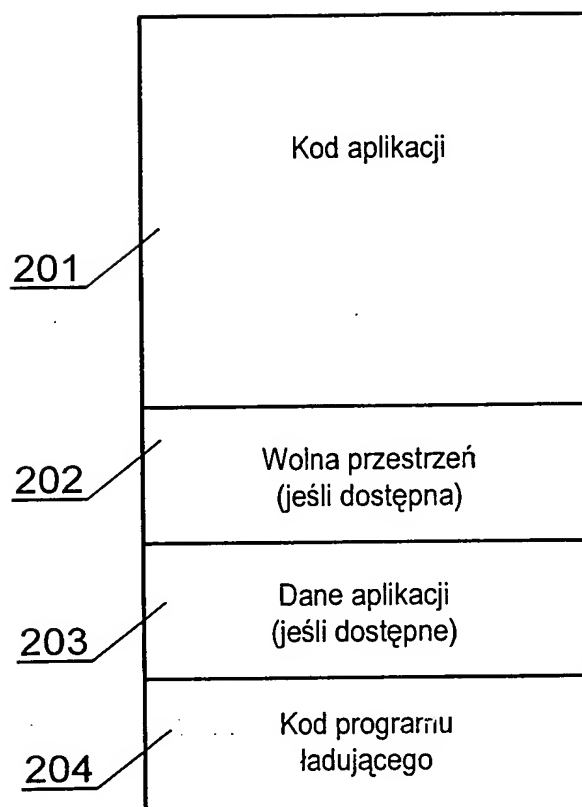 Kod aplikacji
201
Wolna przestrzeń
(jeśli dostępna)
202
Dane aplikacji
(jeśli dostępne)
203
Kod programu
ładującego
204